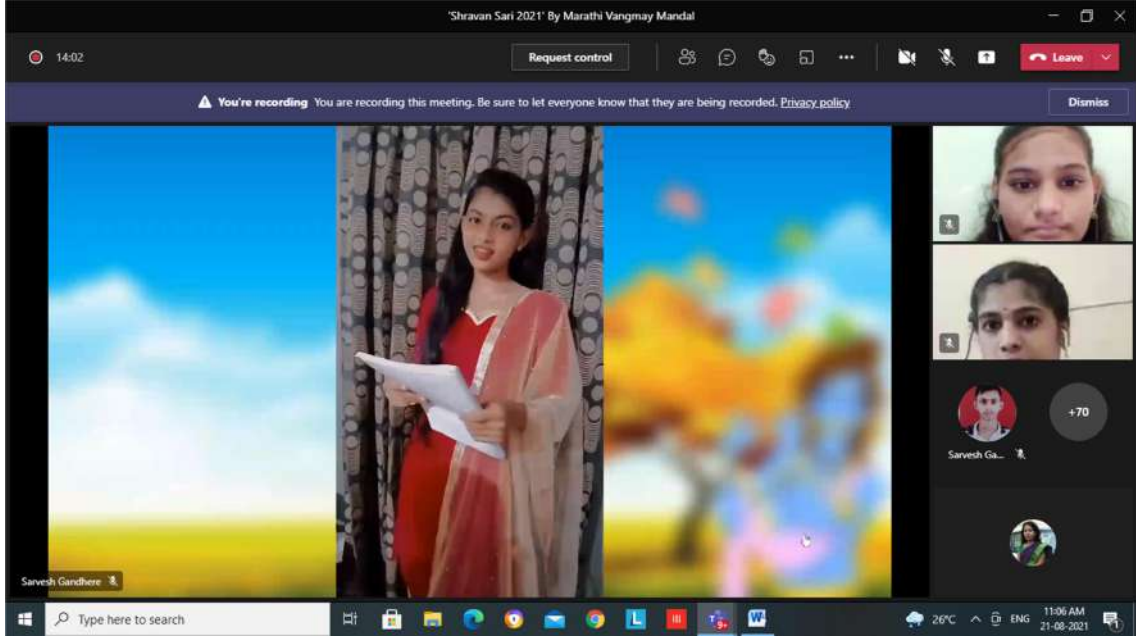 'Shravan Sari 2021' By Marathi Vangmay Mandal
14:02
Request control
Leave
You're recording You are recording this meeting. Be sure to let everyone know that they are being recorded. Privacy policy
Dismiss
+70
Sarvesh Ga...
Sarvesh Gandhere
Type here to search
L
9+
W
26°C
ENG
11:06 AM
21-08-2021
1